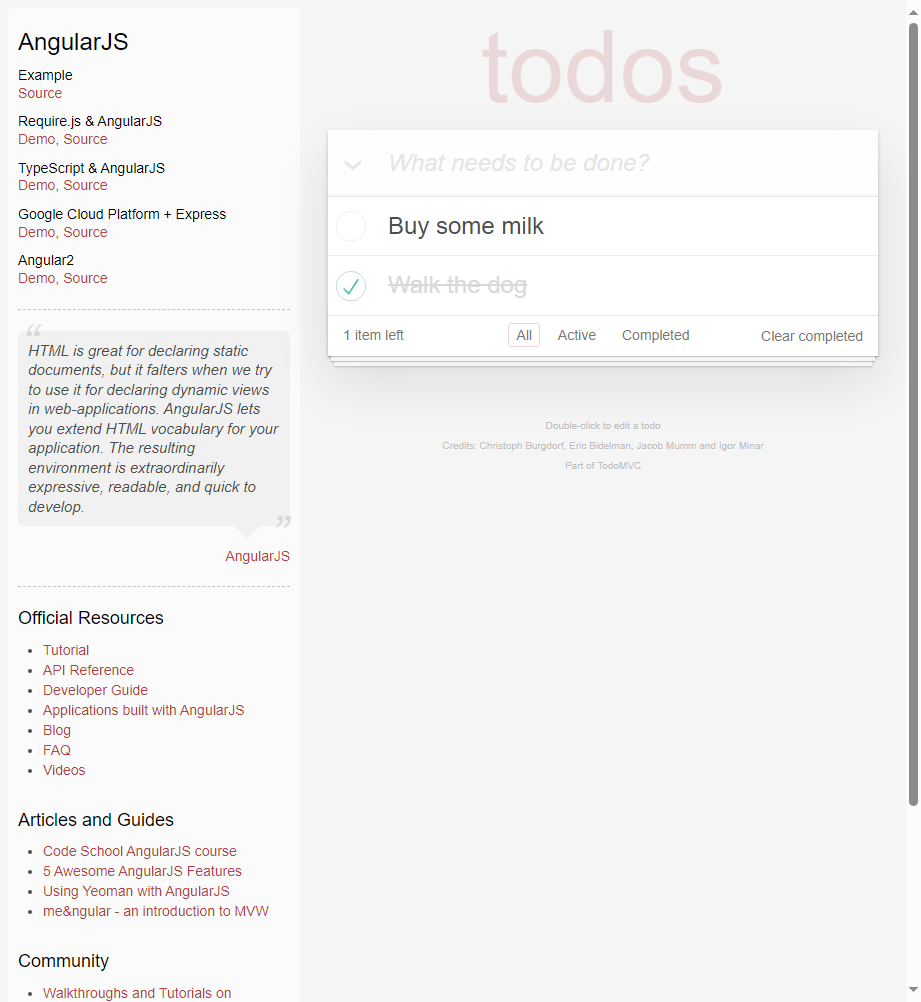 AngularJS
Example
Source
Require.js & AngularJS
Demo, Source
TypeScript & AngularJS
Demo, Source
Google Cloud Platform + Express
Demo, Source
Angular2
Demo, Source
“
HTML is great for declaring static
documents, but it falters when we try
to use it for declaring dynamic views
in web-applications. AngularJS lets
you extend HTML vocabulary for your
application. The resulting
environment is extraordinarily
expressive, readable, and quick to
develop.
”
AngularJS
Official Resources
Tutorial
API Reference
Developer Guide
Applications built with AngularJS
Blog
FAQ
Videos
Articles and Guides
Code School AngularJS course
5 Awesome AngularJS Features
Using Yeoman with AngularJS
me&ngular - an introduction to MVW
Community
Walkthroughs and Tutorials on
todos
What needs to be done?
Buy some milk
Walk the dog
1 item left All Active Completed Clear completed
Double-click to edit a todo
Credits: Christoph Burgdorf, Eric Bidelman, Jacob Mumm and Igor Minar
Part of TodoMVC